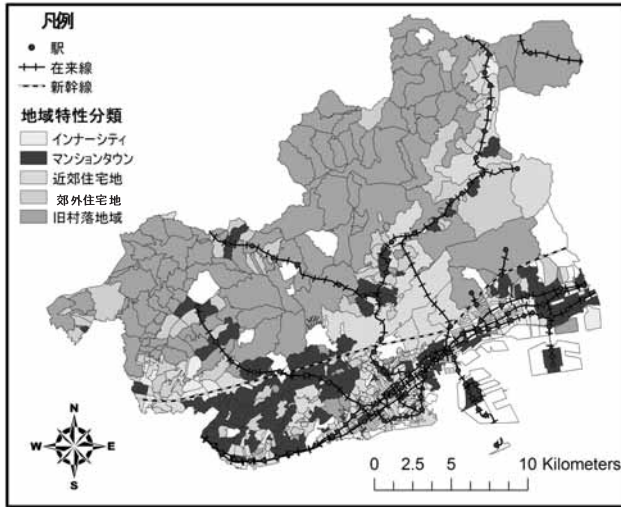 凡例
駅
在来線
新幹線
地域特性分類
インナーシティ
マンションタウン
近郊住宅地
郊外住宅地
旧村落地域
N
W E
S
0 2.5 5 10 Kilometers